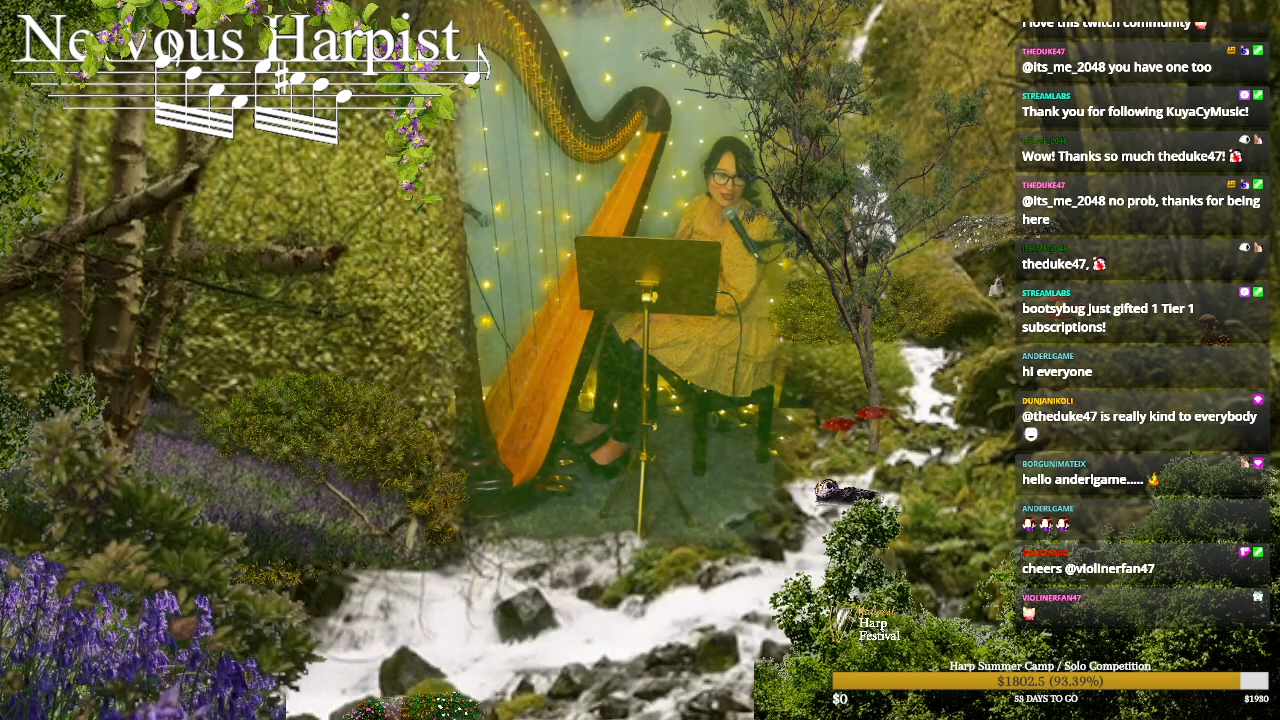 Nervous Harpist
I love this twitch community
THEDUKE47
@its_me_2048 you have one too
STREAMLABS
Thank you for following KuyaCyMusic!
ITS_ME_2048
Wow! Thanks so much theduke47!
THEDUKE47
@its_me_2048 no prob, thanks for being
here
ITS_ME_2048
theduke47,
STREAMLABS
bootsybug just gifted 1 Tier 1
subscriptions!
ANDERLGAME
hi everyone
DUNJANIKOLI
@theduke47 is really kind to everybody
BORGUNIMATEIX
hello anderlgame.....
ANDERLGAME
cheers @violinerfan47
VIOLINERFAN47
Harp
Festival
Harp Summer Camp / Solo Competition
$1802.5 (93.39%)
$0
53 DAYS TO GO
$1930